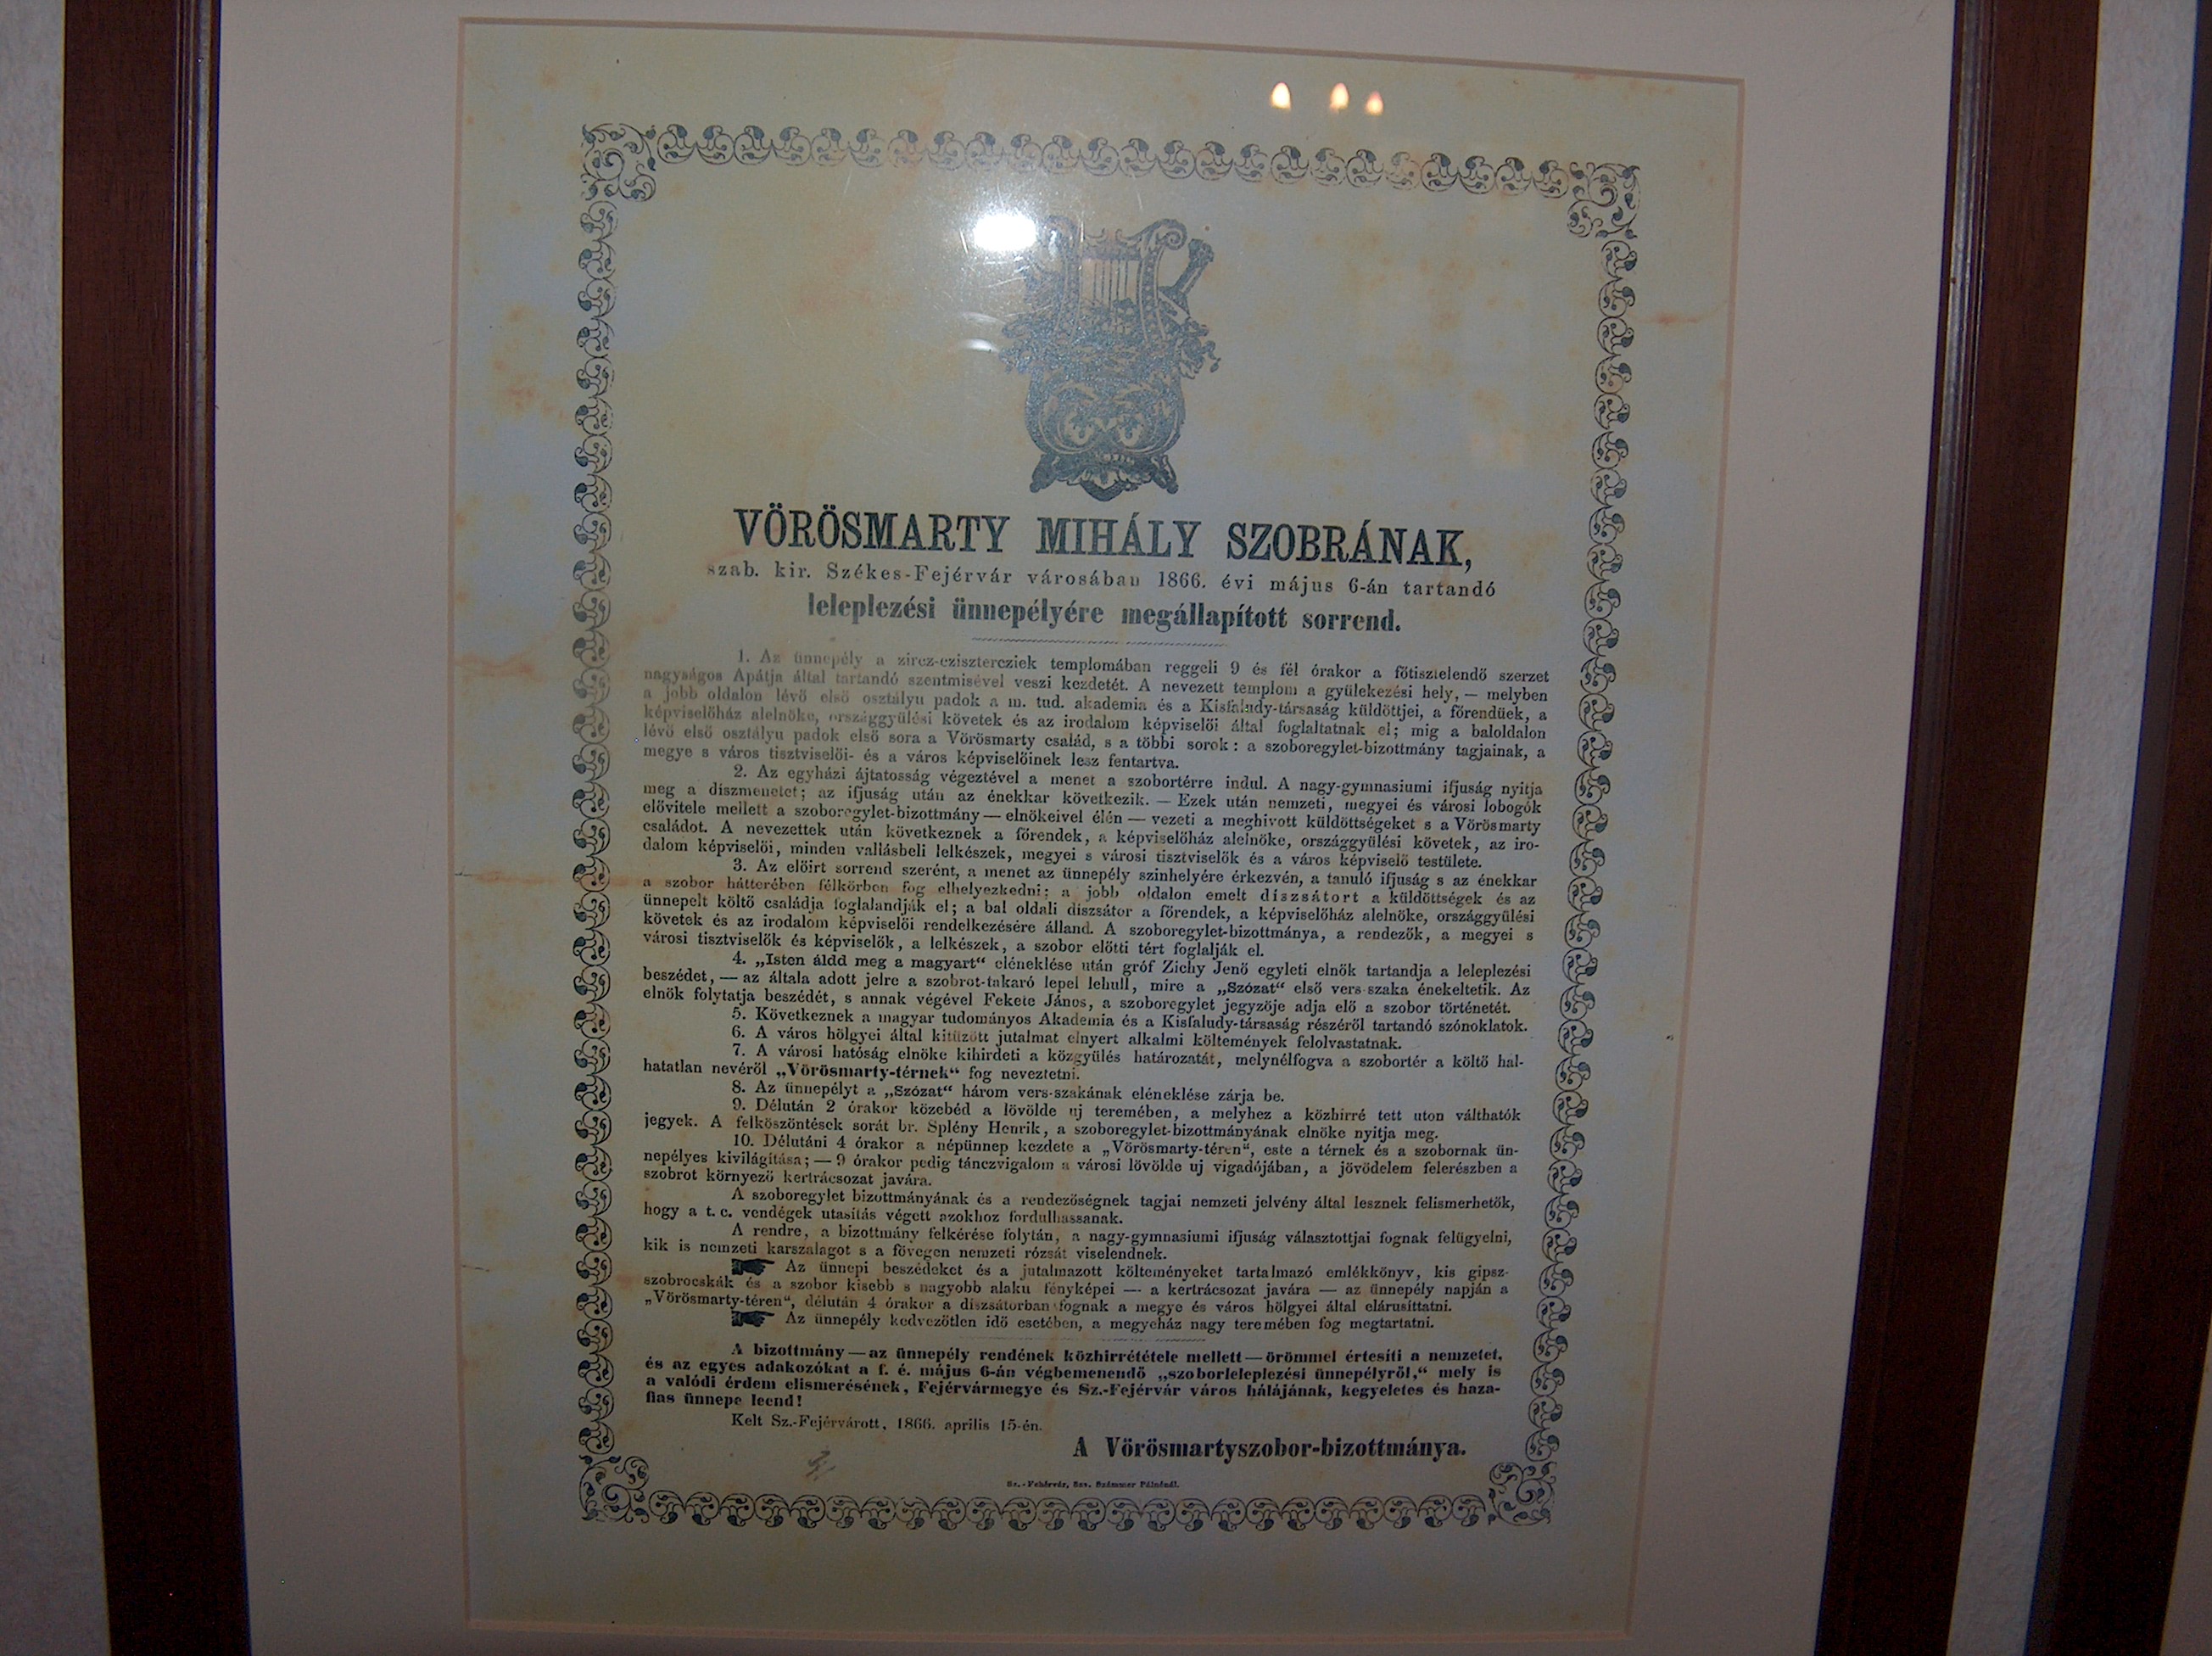 VÖRÖSMARTY MIHÁLY SZOBRÁNAK,
szab. kir. Székes-Fejérvár városában 1866. évi május 6-án tartandó
leleplezési ünnepélyére megállapított sorrend.
1. Az ünnepély a zircz-cziszterziek templomában reggeli 9 és fél órakor a főtisztelendő szerzet
nagyságos Apátja által tartandó szentmisével veszi kezdetét. A nevezett templom a gyülekezési hely, — melyben
a jobb oldalon lévő első osztályu padok a m. tud. akademia és a Kisfaludy-társaság küldöttjei, a főrendüek, a
képviselőház alelnöke, országgyülési követek és az irodalom képviselői által foglaltatnak el; mig a baloldalon
lévő első osztályu padok első sora a Vörösmarty család, s a többi sorok: a szoboregylet-bizottmány tagjainak, a
megye s város tisztviselői- és a város képviselőinek lesz fentartva.
2. Az egyházi ájtatosság végeztével a menet a szobortérre indul. A nagy-gymnasiumi ifjuság nyitja
meg a diszmenetet; az ifjuság után az énekkar következik. — Ezek után nemzeti, megyei és városi lobogók
elővitele mellett a szoboregylet-bizottmány — elnökeivel élén — vezeti a meghivott küldöttségeket s a Vörösmarty
családot. A nevezettek után következnek a főrendek, a képviselőház alelnöke, országgyülési követek, az iro-
dalom képviselői, minden vallásbeli lelkészek, megyei s városi tisztviselők és a város képviselő testülete.
3. Az előirt sorrend szerént, a menet az ünnepély szinhelyére érkezvén, a tanuló ifjuság s az énekkar
a szobor hátterében félkörben fog elhelyezkedni; a jobb oldalon emelt díszsátort a küldöttségek és az
ünnepelt költő családja foglalandják el; a bal oldali díszsátor a főrendek, a képviselőház alelnöke, országgyülési
követek és az irodalom képviselői rendelkezésére álland. A szoboregylet-bizottmánya, a rendezők, a megyei s
városi tisztviselők és képviselők, a lelkészek, a szobor előtti tért foglalják el.
4. „Isten áldd meg a magyart“ eléneklése után gróf Zichy Jenő egyleti elnök tartandja a leleplezési
beszédet, — az általa adott jelre a szobrot-takaró lepel lehull, mire a „Szózat“ első vers-szaka énekeltetik. Az
elnök folytatja beszédét, s annak végével Fekete János, a szoboregylet jegyzője adja elő a szobor történetét.
5. Következnek a magyar tudományos Akademia és a Kisfaludy-társaság részéről tartandó szónoklatok.
6. A város hölgyei által kitüzött jutalmat elnyert alkalmi költemények felolvastatnak.
7. A városi hatóság elnöke kihirdeti a közgyülés határozatát, melynélfogva a szobortér a költő hal-
hatatlan nevéről „Vörösmarty-térnek“ fog neveztetni.
8. Az ünnepélyt a „Szózat“ három vers-szakának eléneklése zárja be.
9. Délután 2 órakor közebéd a lövölde uj teremében, a melyhez a közhirré tett uton válthatók
jegyek. A felköszöntések sorát br. Splény Henrik, a szoboregylet-bizottmányának elnöke nyitja meg.
10. Délutáni 4 órakor a népünnep kezdete a „Vörösmarty-téren“, este a térnek és a szobornak ün-
nepélyes kivilágítása; — 9 órakor pedig tánczvigalom a városi lövölde uj vigadójában, a jövödelem felerészben a
szobrot környező kertrácsozat javára.
A szoboregylet bizottmányának és a rendezőségnek tagjai nemzeti jelvény által lesznek felismerhetők,
hogy a t. c. vendégek utasitás végett azokhoz fordulhassanak.
A rendre, a bizottmány felkérése folytán, a nagy-gymnasiumi ifjuság választottjai fognak felügyelni,
kik is nemzeti karszalagot s a fövegen nemzeti rózsát viselendnek.
Az ünnepi beszédeket és a jutalmazott költeményeket tartalmazó emlékkönyv, kis gipsz-
szobrocskák és a szobor kisebb s nagyobb alaku fényképei — a kertrácsozat javára — az ünnepély napján a
„Vörösmarty-téren“, délután 4 órakor a díszsátorban fognak a megye és város hölgyei által elárusíttatni.
Az ünnepély kedvezőtlen idő esetében, a megyeház nagy teremében fog megtartatni.
A bizottmány — az ünnepély rendének közhirrététele mellett — örömmel értesíti a nemzetet,
és az egyes adakozókat a f. é. május 6-án végbemenendő „szoborleleplezési ünnepélyről,“ mely is
a valódi érdem elismerésének, Fejérvármegye és Sz.-Fejérvár város hálájának, kegyeletes és haza-
fias ünnepe leend!
Kelt Sz.-Fejérvárott, 1866. aprilis 15-én.
A Vörösmartyszobor-bizottmánya.
Sz.-Fehérvár, Számmer Pálnénál.